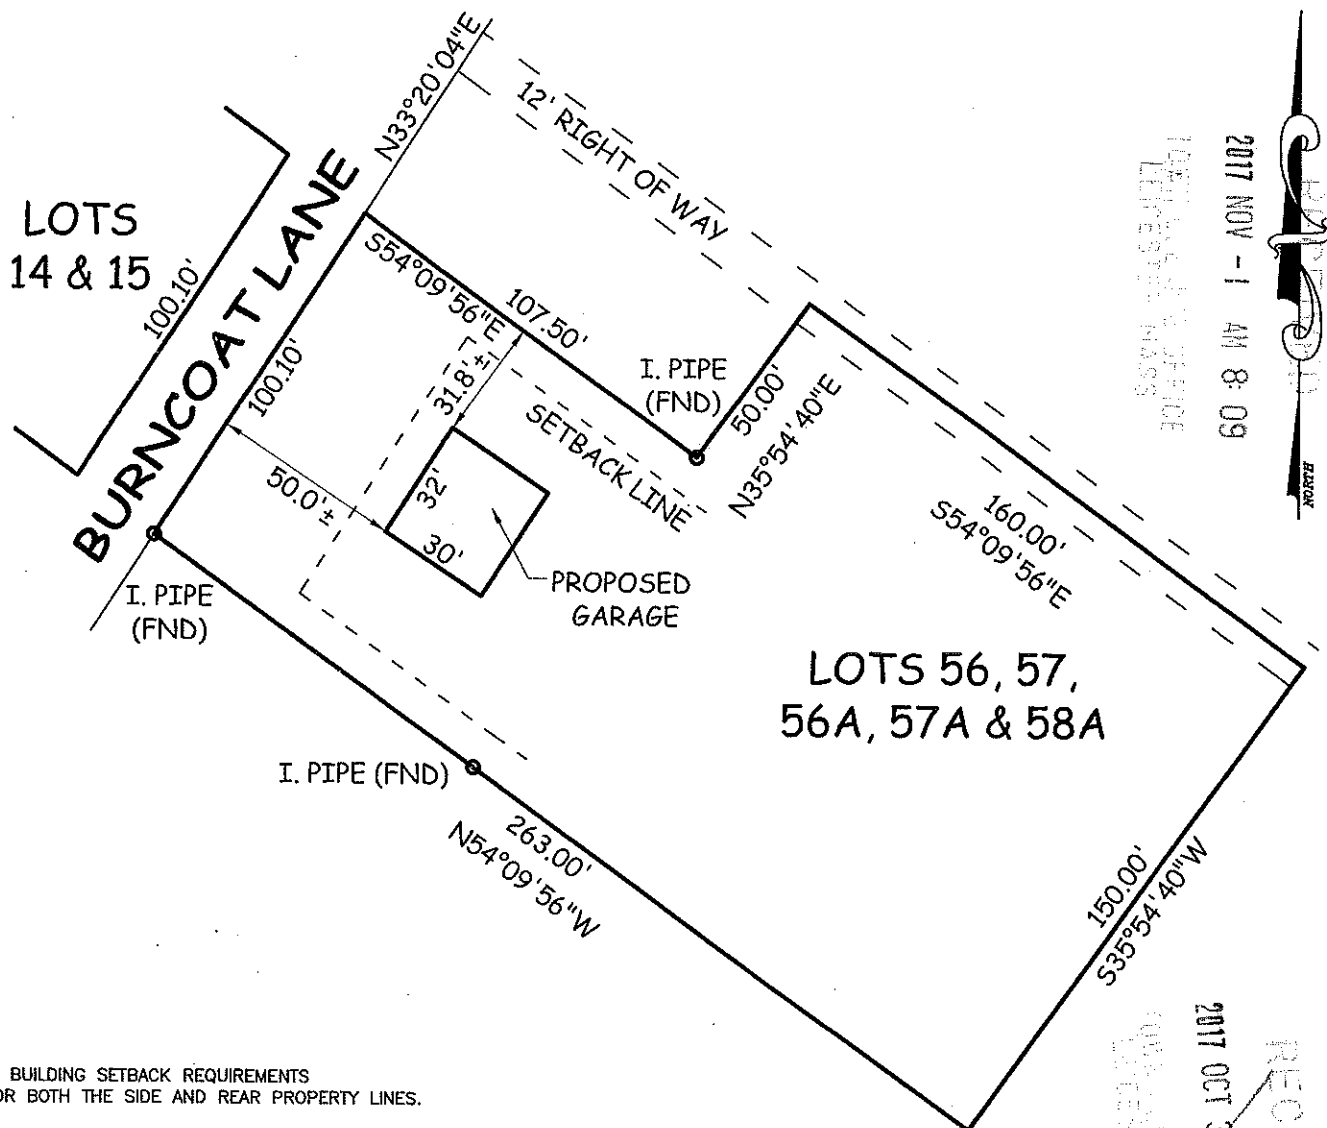 N33°20'04"E
12' RIGHT OF WAY
LOTS
14 & 15
100.10'
BURNCOAT LANE
100.10'
S54°09'56"E
107.50'
I. PIPE
(FND)
50.00'
N35°54'40"E
31.8'±
SETBACK LINE
50.0'±
32'
30'
PROPOSED
GARAGE
160.00'
S54°09'56"E
I. PIPE
(FND)
LOTS 56, 57,
56A, 57A & 58A
I. PIPE (FND)
263.00'
N54°09'56"W
150.00'
S35°54'40"W
BUILDING SETBACK REQUIREMENTS
OR BOTH THE SIDE AND REAR PROPERTY LINES.
2017 NOV -1 AM 8:09
NORTH
REC
2017 OCT